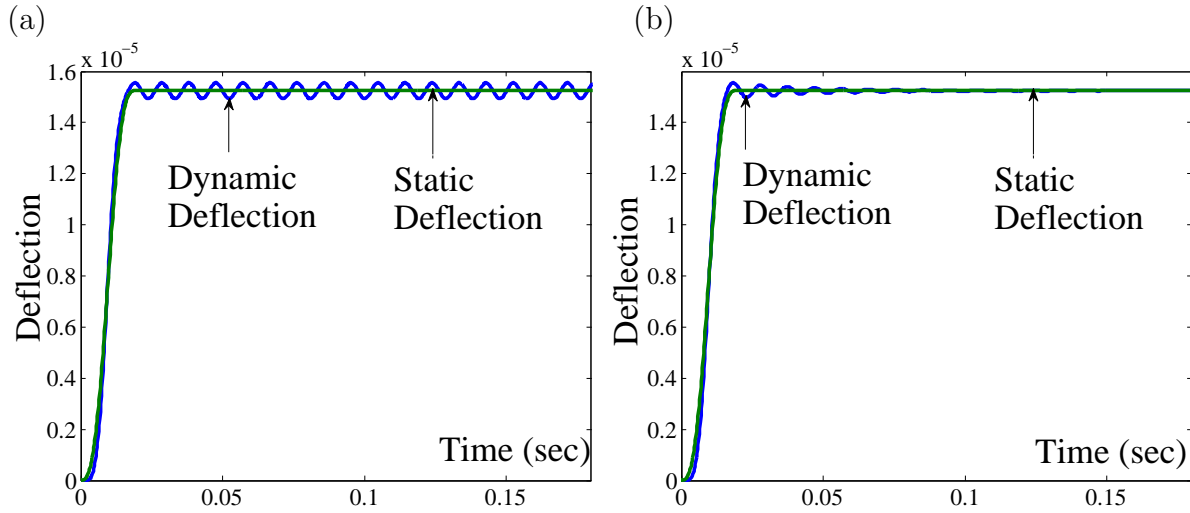 (a)
x 10⁻⁵
1.6
1.4
1.2
1
0.8
0.6
0.4
0.2
0
Deflection
Dynamic
Deflection
Static
Deflection
Time (sec)
0
0.05
0.1
0.15
(b)
x 10⁻⁵
1.6
1.4
1.2
1
0.8
0.6
0.4
0.2
0
Deflection
Dynamic
Deflection
Static
Deflection
Time (sec)
0
0.05
0.1
0.15